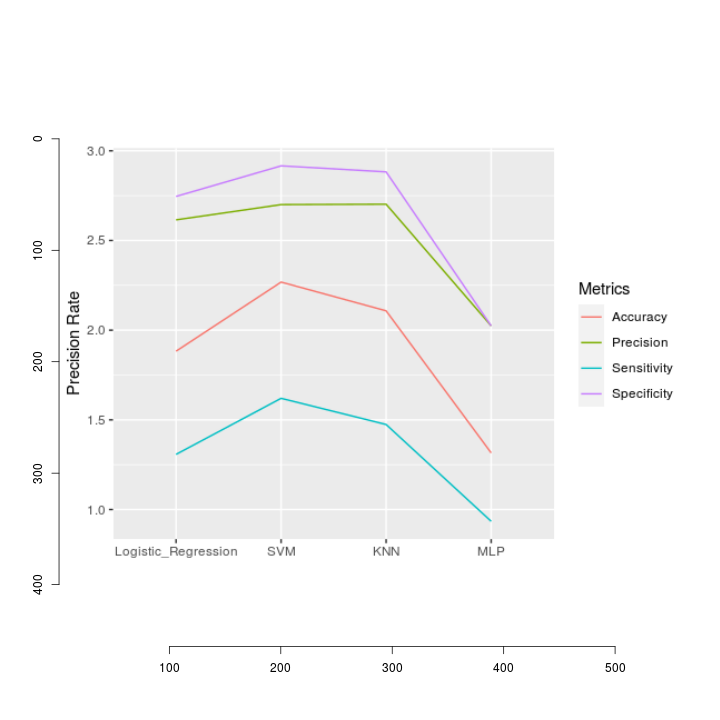 0
100
200
300
400
Precision Rate
3.0
2.5
2.0
1.5
1.0
Logistic_Regression SVM KNN MLP
Metrics
Accuracy
Precision
Sensitivity
Specificity
100 200 300 400 500